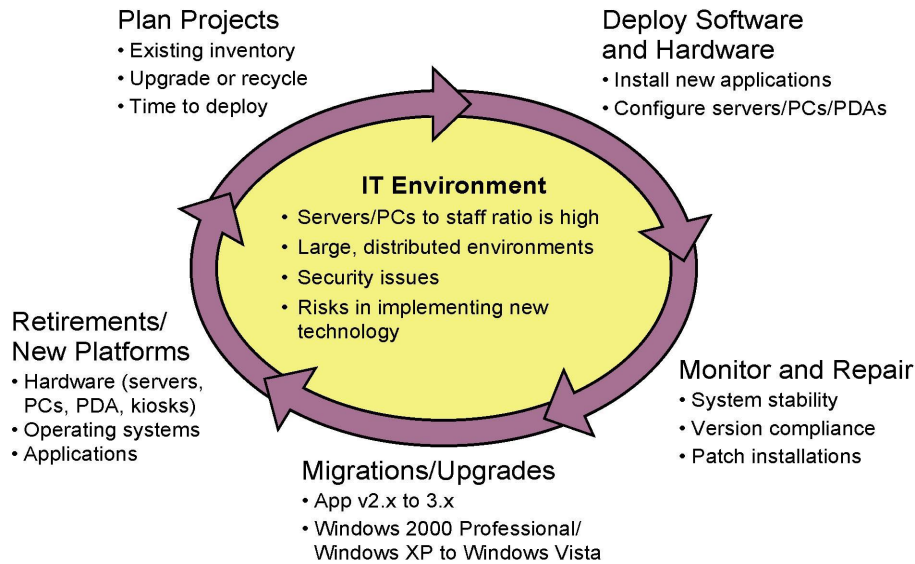 Plan Projects
• Existing inventory
• Upgrade or recycle
• Time to deploy
Deploy Software
and Hardware
• Install new applications
• Configure servers/PCs/PDAs
IT Environment
• Servers/PCs to staff ratio is high
• Large, distributed environments
• Security issues
• Risks in implementing new
technology
Retirements/
New Platforms
• Hardware (servers,
PCs, PDA, kiosks)
• Operating systems
• Applications
Monitor and Repair
• System stability
• Version compliance
• Patch installations
Migrations/Upgrades
• App v2.x to 3.x
• Windows 2000 Professional/
Windows XP to Windows Vista